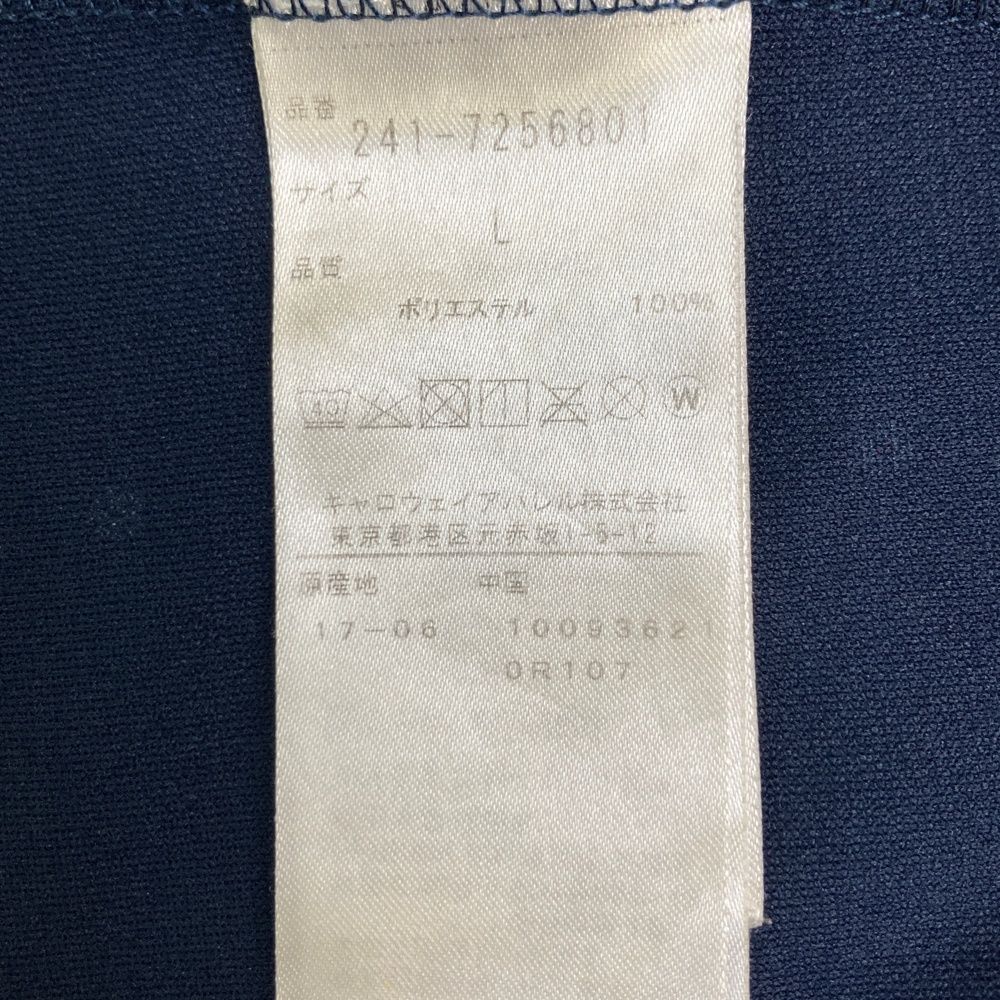 品番
241-7256801
サイズ
L
品質
ポリエステル 100%
40 W
キャロウェイアパレル株式会社
東京都港区元赤坂1-5-12
原産地 中国
17-06 10093621
0R107